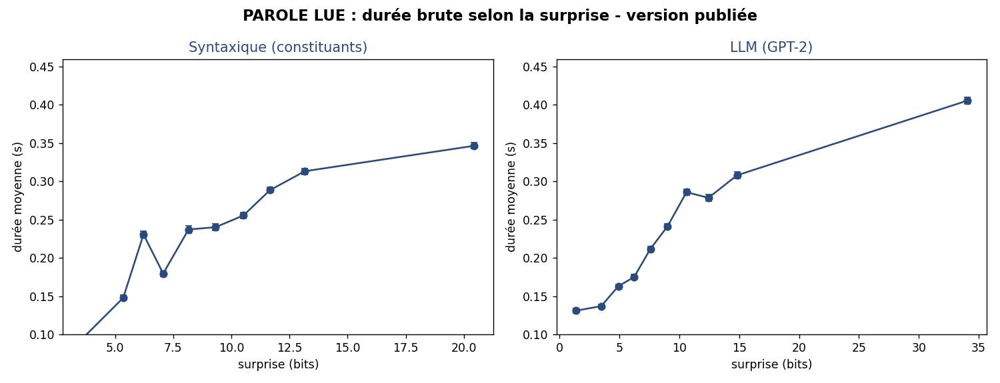 PAROLE LUE : durée brute selon la surprise - version publiée
Syntaxique (constituants)
durée moyenne (s)
0.45
0.40
0.35
0.30
0.25
0.20
0.15
0.10
5.0 7.5 10.0 12.5 15.0 17.5 20.0
surprise (bits)
LLM (GPT-2)
durée moyenne (s)
0.45
0.40
0.35
0.30
0.25
0.20
0.15
0.10
0 5 10 15 20 25 30 35
surprise (bits)